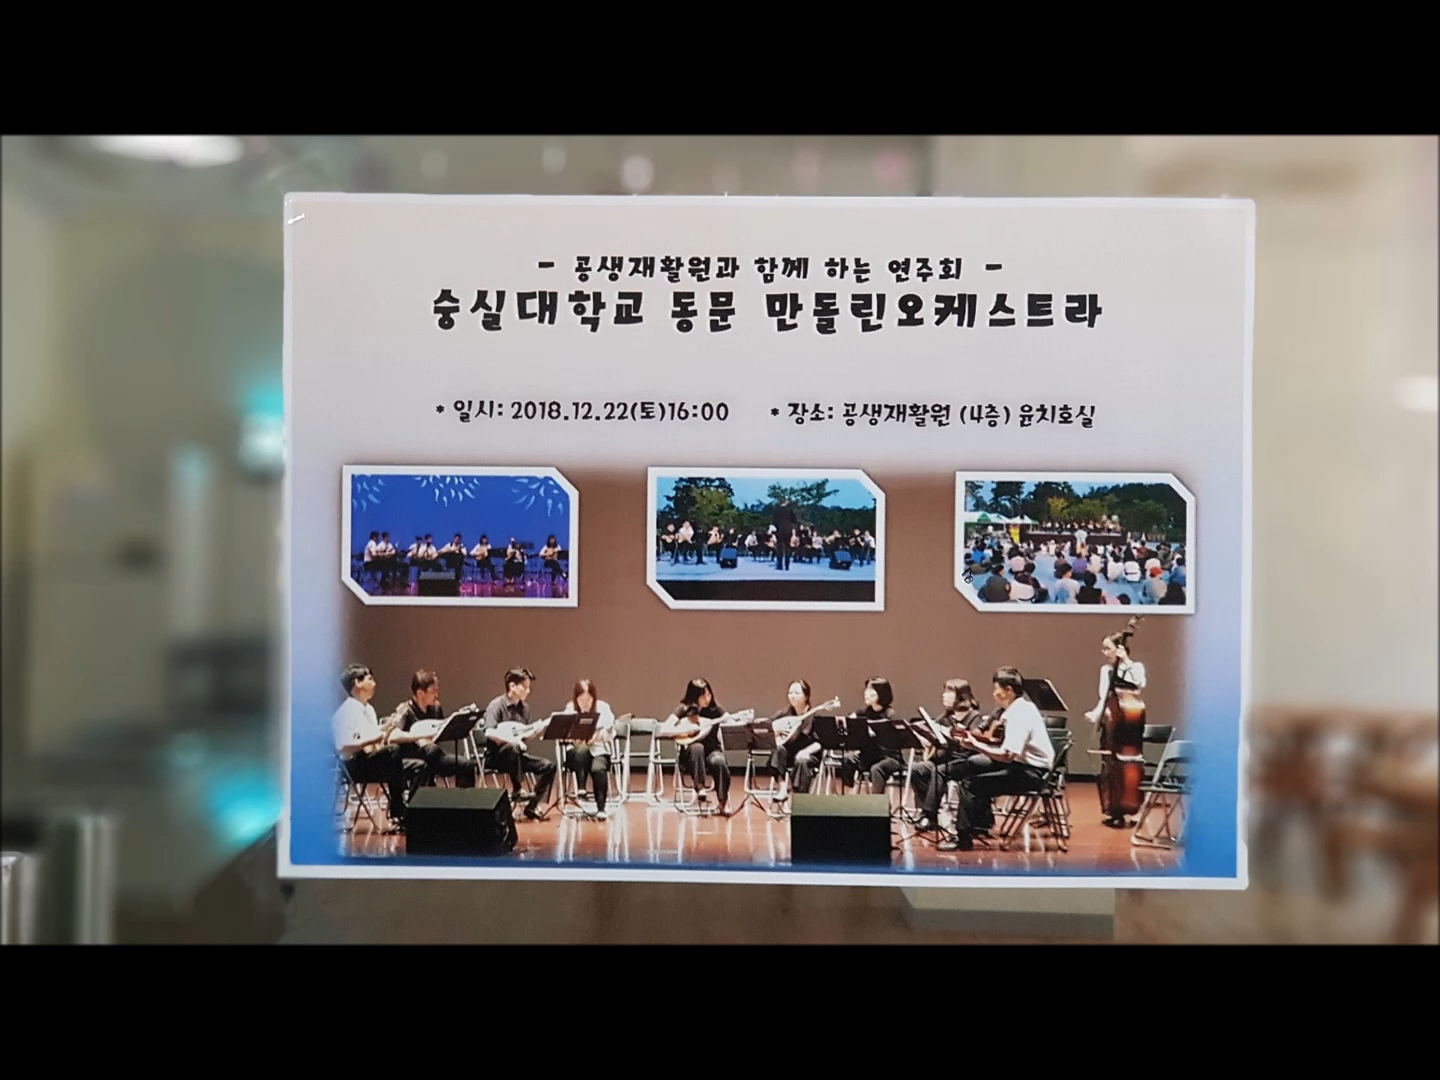 - 공생재활원과 함께 하는 연주회 -
숭실대학교 동문 만돌린오케스트라
* 일시: 2018.12.22(토)16:00 * 장소: 공생재활원 (4층) 윤치호실